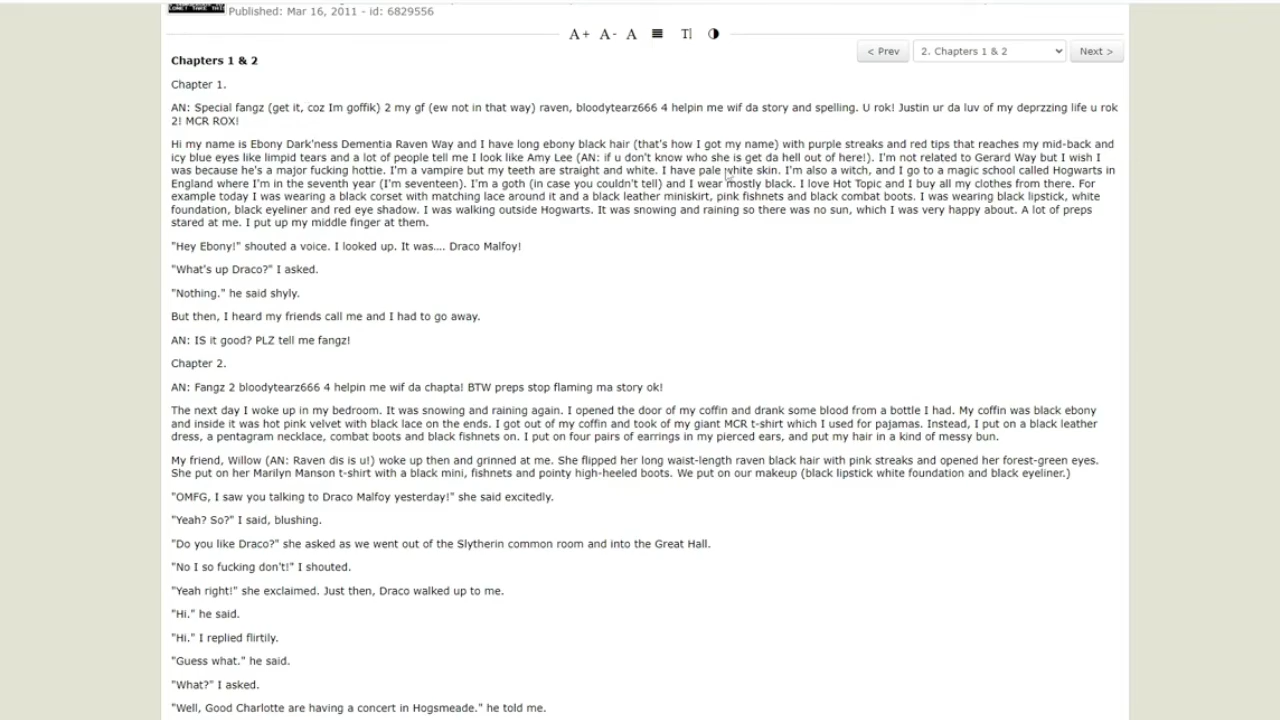 LOME! TAKE THIS
Published: Mar 16, 2011 - id: 6829556
A+ A- A
< Prev 2. Chapters 1 & 2 Next >
Chapters 1 & 2
Chapter 1.
AN: Special fangz (get it, coz Im goffik) 2 my gf (ew not in that way) raven, bloodytearz666 4 helpin me wif da story and spelling. U rok! Justin ur da luv of my deprzzing life u rok
2! MCR ROX!
Hi my name is Ebony Dark'ness Dementia Raven Way and I have long ebony black hair (that's how I got my name) with purple streaks and red tips that reaches my mid-back and
icy blue eyes like limpid tears and a lot of people tell me I look like Amy Lee (AN: if u don't know who she is get da hell out of here!). I'm not related to Gerard Way but I wish I
was because he's a major fucking hottie. I'm a vampire but my teeth are straight and white. I have pale white skin. I'm also a witch, and I go to a magic school called Hogwarts in
England where I'm in the seventh year (I'm seventeen). I'm a goth (in case you couldn't tell) and I wear mostly black. I love Hot Topic and I buy all my clothes from there. For
example today I was wearing a black corset with matching lace around it and a black leather miniskirt, pink fishnets and black combat boots. I was wearing black lipstick, white
foundation, black eyeliner and red eye shadow. I was walking outside Hogwarts. It was snowing and raining so there was no sun, which I was very happy about. A lot of preps
stared at me. I put up my middle finger at them.
"Hey Ebony!" shouted a voice. I looked up. It was.... Draco Malfoy!
"What's up Draco?" I asked.
"Nothing." he said shyly.
But then, I heard my friends call me and I had to go away.
AN: IS it good? PLZ tell me fangz!
Chapter 2.
AN: Fangz 2 bloodytearz666 4 helpin me wif da chapta! BTW preps stop flaming ma story ok!
The next day I woke up in my bedroom. It was snowing and raining again. I opened the door of my coffin and drank some blood from a bottle I had. My coffin was black ebony
and inside it was hot pink velvet with black lace on the ends. I got out of my coffin and took of my giant MCR t-shirt which I used for pajamas. Instead, I put on a black leather
dress, a pentagram necklace, combat boots and black fishnets on. I put on four pairs of earrings in my pierced ears, and put my hair in a kind of messy bun.
My friend, Willow (AN: Raven dis is u!) woke up then and grinned at me. She flipped her long waist-length raven black hair with pink streaks and opened her forest-green eyes.
She put on her Marilyn Manson t-shirt with a black mini, fishnets and pointy high-heeled boots. We put on our makeup (black lipstick white foundation and black eyeliner.)
"OMFG, I saw you talking to Draco Malfoy yesterday!" she said excitedly.
"Yeah? So?" I said, blushing.
"Do you like Draco?" she asked as we went out of the Slytherin common room and into the Great Hall.
"No I so fucking don't!" I shouted.
"Yeah right!" she exclaimed. Just then, Draco walked up to me.
"Hi." he said.
"Hi." I replied flirtily.
"Guess what." he said.
"What?" I asked.
"Well, Good Charlotte are having a concert in Hogsmeade." he told me.